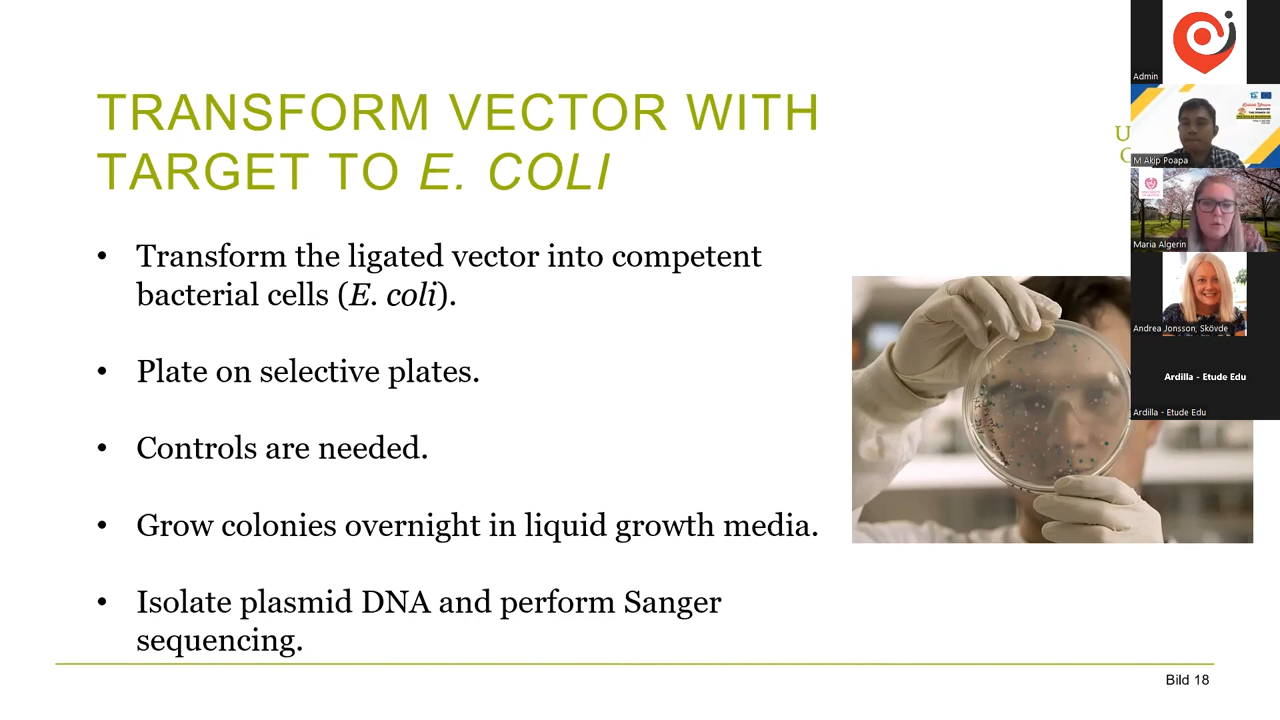 TRANSFORM VECTOR WITH
TARGET TO E. COLI
• Transform the ligated vector into competent
bacterial cells (E. coli).
• Plate on selective plates.
• Controls are needed.
• Grow colonies overnight in liquid growth media.
• Isolate plasmid DNA and perform Sanger
sequencing.
Bild 18
Admin
M Akip Poapa
Maria Algerin
Andrea Jonsson, Skövde
Ardilla - Etude Edu
Ardilla - Etude Edu